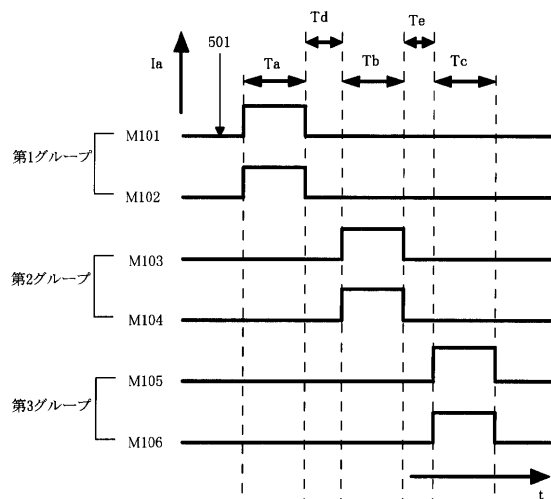 Td
Te
501
Ia
Ta
Tb
Tc
第1グループ
M101
M102
第2グループ
M103
M104
第3グループ
M105
M106
t